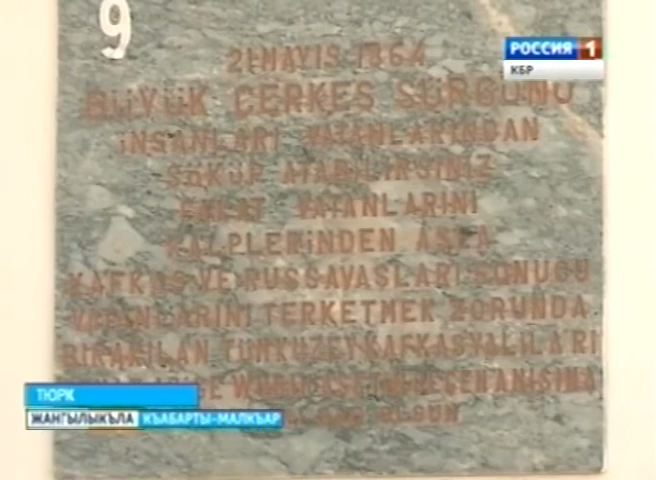 9
21 MAYIS 1864
BÜYÜK ÇERKES SÜRGÜNÜ
İNSANLARI VATANLARINDAN
SÖKÜP ATABİLİRSİNİZ
FAKAT VATANLARINI
KALPLERİNDEN ASLA
KAFKAS VE RUS SAVAŞLARI SONUCU
VATANLARINI TERKETMEK ZORUNDA
BIRAKILAN TÜM KUZEY KAFKASYALILARI
ANISINA
OLSUN
РОССИЯ 1
КБР
ТЮРК
ЖАНГЫЛЫКЪЛА КЪАБАРТЫ-МАЛКЪАР